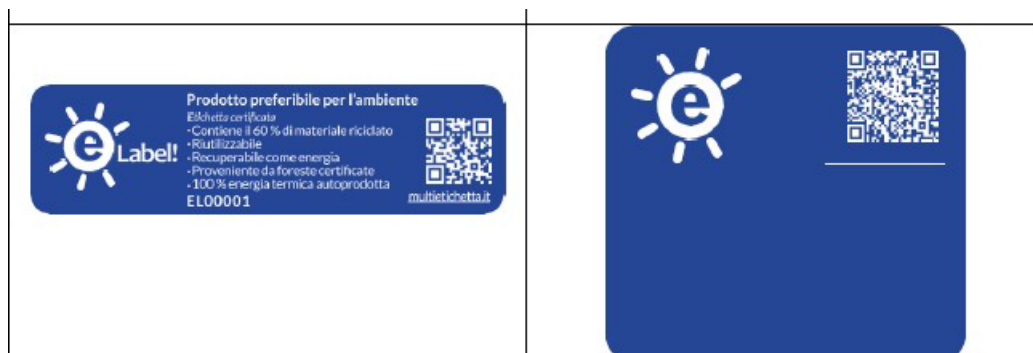 e Label!
Prodotto preferibile per l'ambiente
Etichetta certificata
· Contiene il 60 % di materiale riciclato
· Riutilizzabile
· Recuperabile come energia
· Proveniente da foreste certificate
· 100 % energia termica autoprodotta
EL00001
multietichetta.it
e